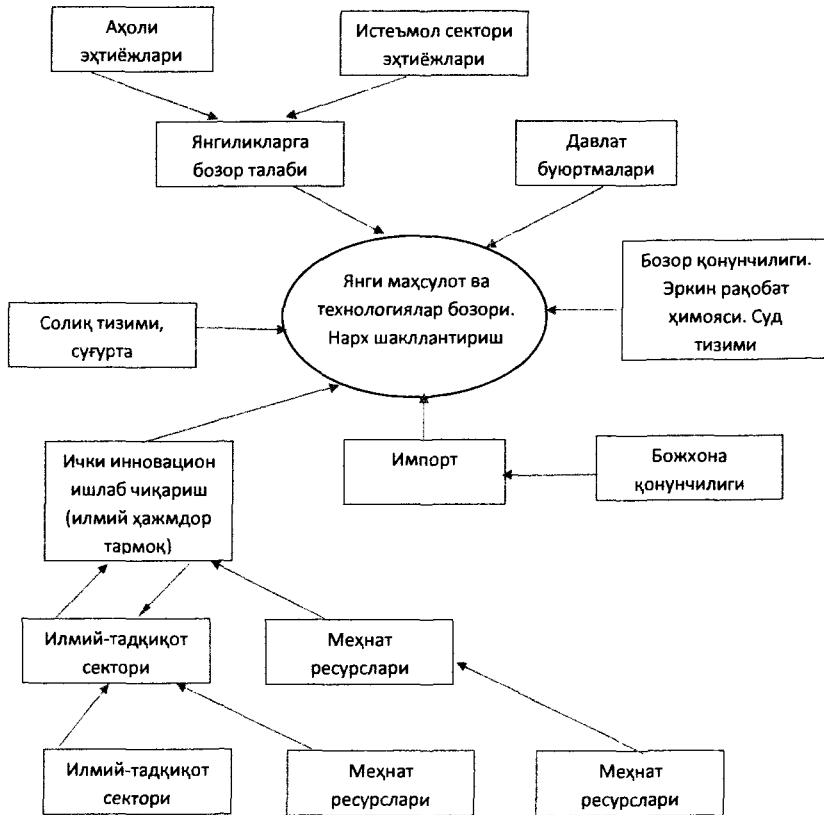 Аҳоли
эҳтиёжлари
Истеъмол сектори
эҳтиёжлари
Янгиликларга
бозор талаби
Давлат
буюртмалари
Янги маҳсулот ва
технологиялар бозори.
Нарх шакллантириш
Бозор қонунчилиги.
Эркин рақобат
ҳимояси. Суд
тизими
Солиқ тизими,
суғурта
Ички инновацион
ишлаб чиқариш
(илмий ҳажмдор
тармоқ)
Импорт
Божхона
қонунчилиги
Илмий-тадқиқот
сектори
Меҳнат
ресурслари
Илмий-тадқиқот
сектори
Меҳнат
ресурслари
Меҳнат
ресурслари